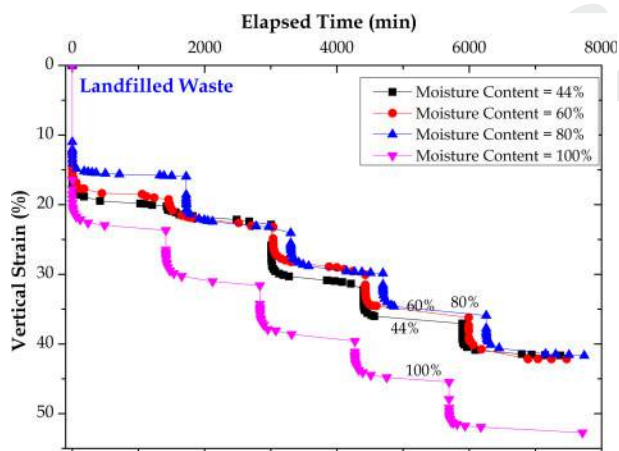 Elapsed Time (min)
0 2000 4000 6000 8000
0
10
20
30
40
50
Vertical Strain (%)
Landfilled Waste
Moisture Content = 44%
Moisture Content = 60%
Moisture Content = 80%
Moisture Content = 100%
60% 80%
44%
100%